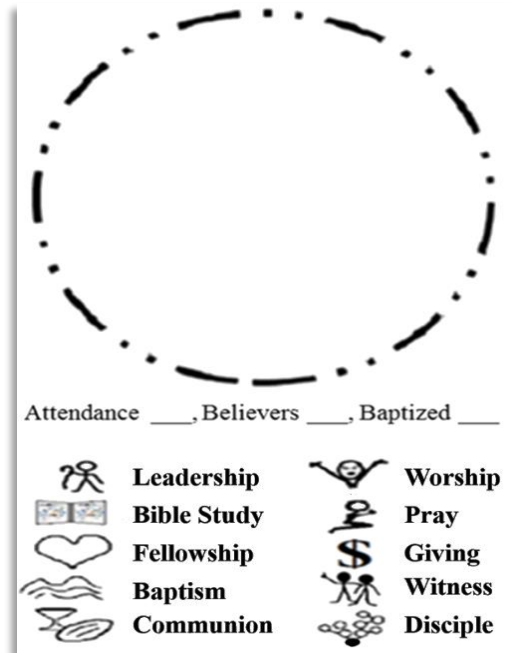 Attendance ___, Believers ___, Baptized ___
Leadership Worship
Bible Study Pray
Fellowship $ Giving
Baptism Witness
Communion Disciple